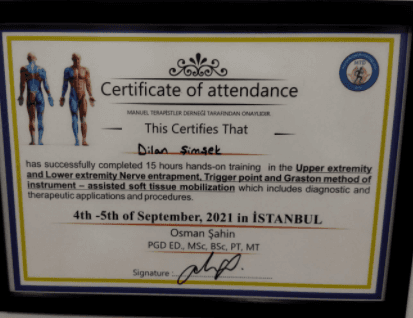 Certificate of attendance
MANUEL TERAPİSTLER DERNEĞİ TARAFINDAN ONAYLIDIR.
This Certifies That
Dilan Simsek
has successfully completed 15 hours hands-on training in the Upper extremity
and Lower extremity Nerve entrapment, Trigger point and Graston method of
instrument – assisted soft tissue mobilization which includes diagnostic and
therapeutic applications and procedures.
4th -5th of September, 2021 in İSTANBUL
Osman Şahin
PGD ED., MSc, BSc, PT, MT
Signature :